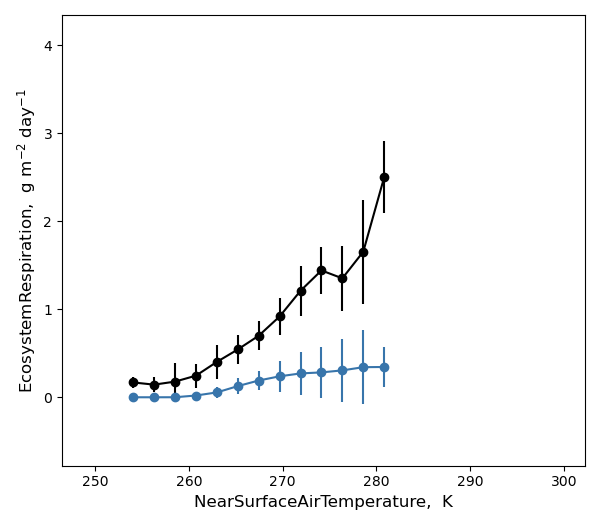 4
3
2
1
0
EcosystemRespiration, g m⁻² day⁻¹
250 260 270 280 290 300
NearSurfaceAirTemperature, K